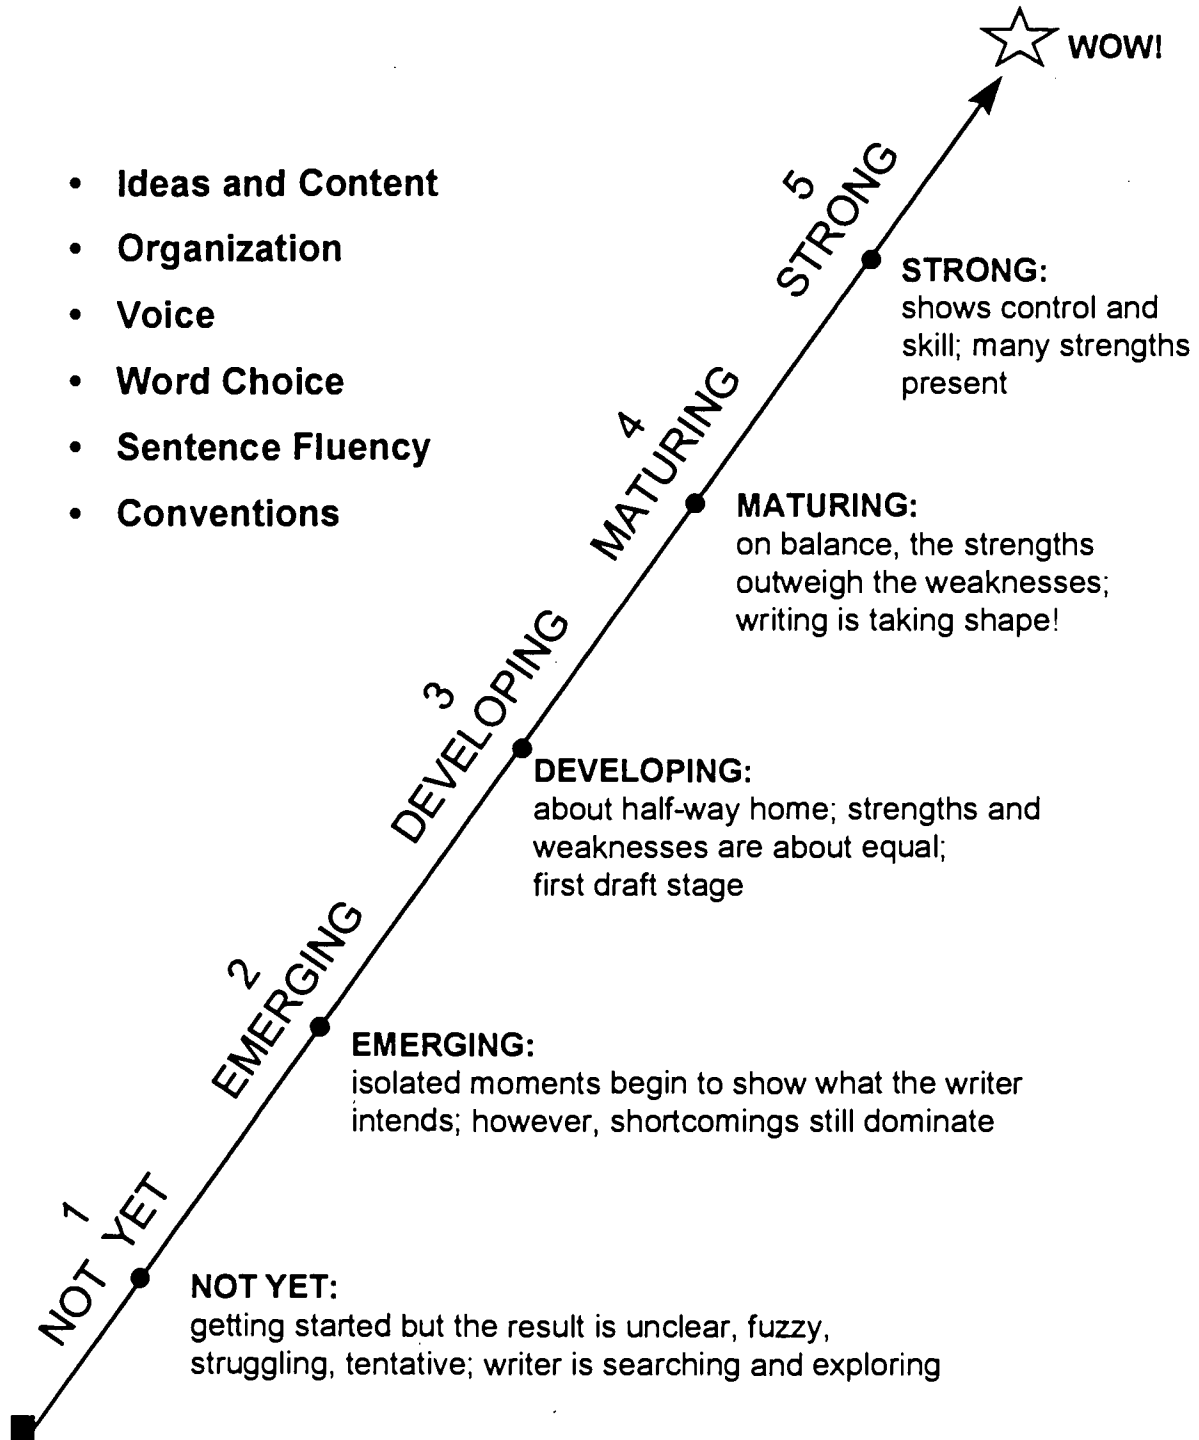 WOW!
• Ideas and Content
• Organization
• Voice
• Word Choice
• Sentence Fluency
• Conventions
5
STRONG
STRONG:
shows control and
skill; many strengths
present
4
MATURING
MATURING:
on balance, the strengths
outweigh the weaknesses;
writing is taking shape!
3
DEVELOPING
DEVELOPING:
about half-way home; strengths and
weaknesses are about equal;
first draft stage
2
EMERGING
EMERGING:
isolated moments begin to show what the writer
intends; however, shortcomings still dominate
1
NOT YET
NOT YET:
getting started but the result is unclear, fuzzy,
struggling, tentative; writer is searching and exploring